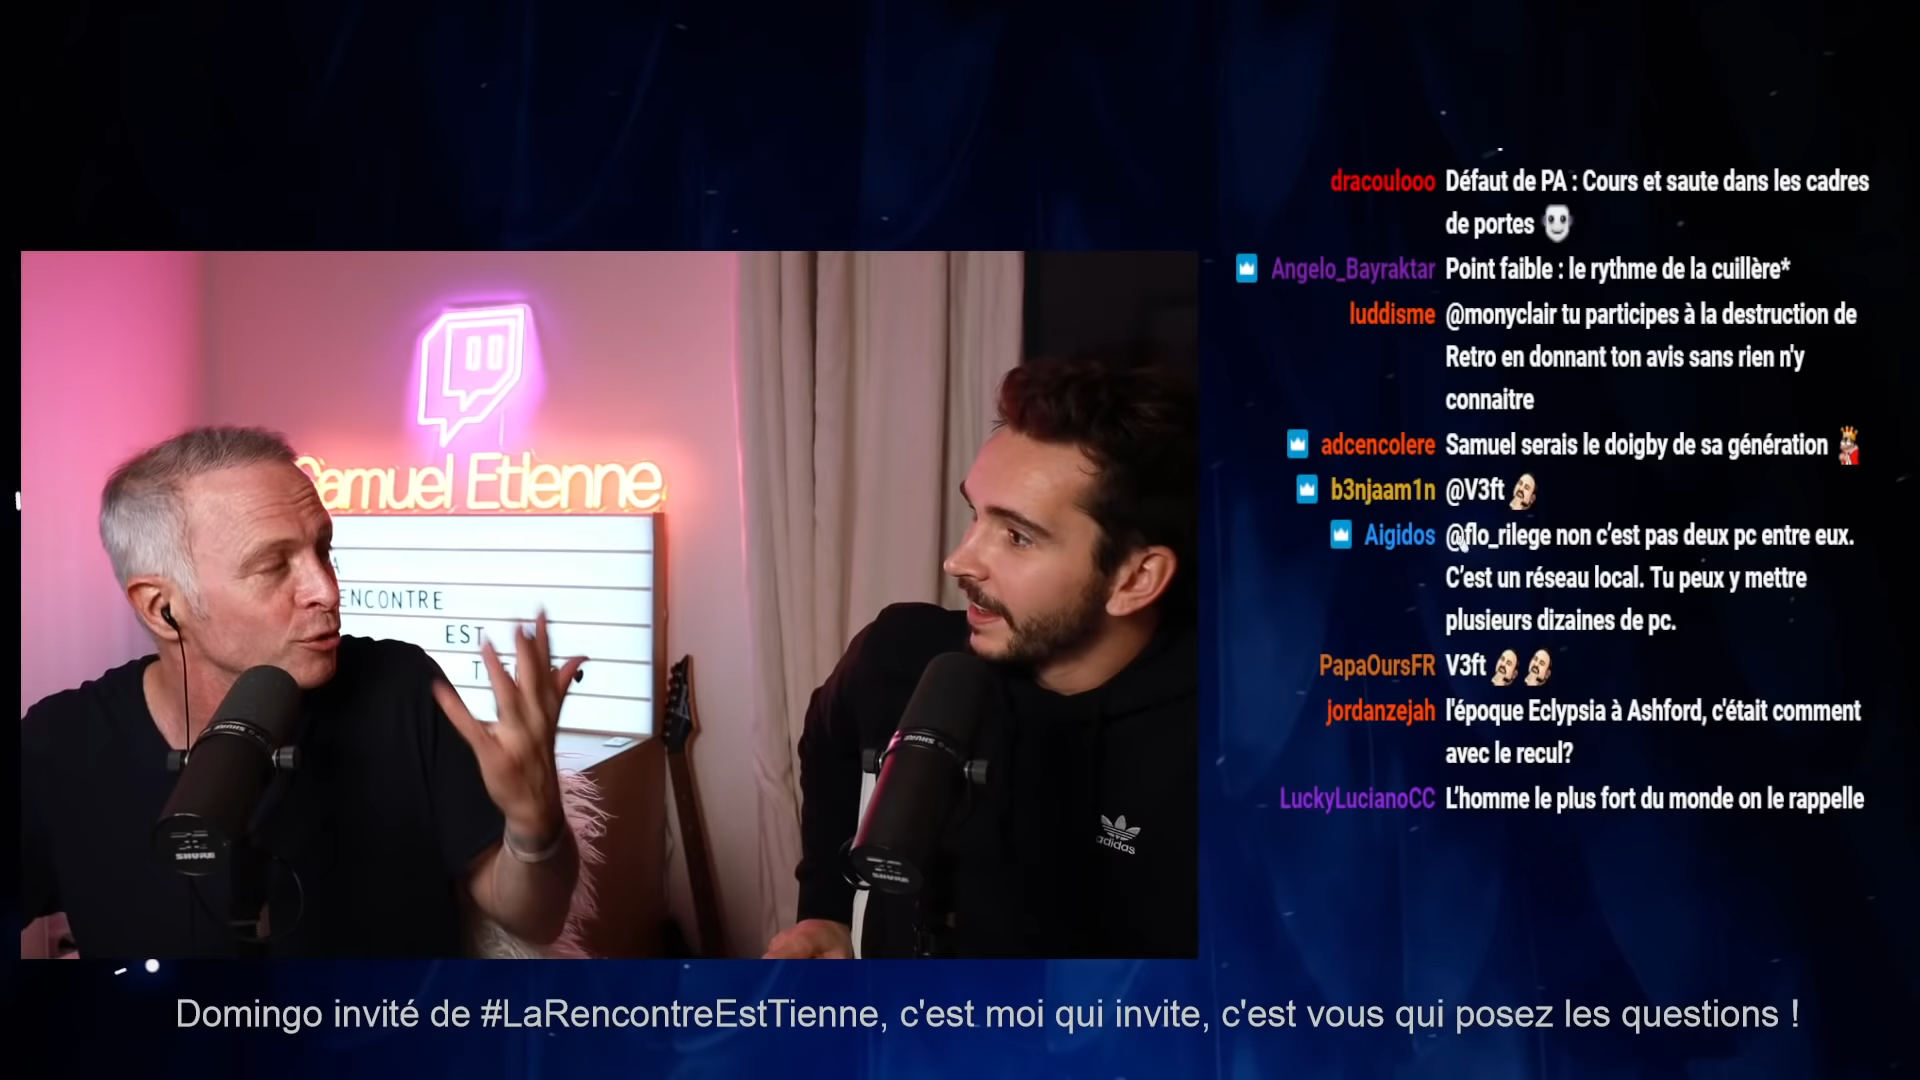 dracoulooo Défaut de PA : Cours et saute dans les cadres
de portes
Angelo_Bayraktar Point faible : le rythme de la cuillère*
luddisme @monyclair tu participes à la destruction de
Retro en donnant ton avis sans rien n'y
connaitre
adcencolere Samuel serais le doigby de sa génération
b3njaam1n @V3ft
Aigidos @flo_rilege non c’est pas deux pc entre eux.
C’est un réseau local. Tu peux y mettre
plusieurs dizaines de pc.
PapaOursFR V3ft
jordanzejah l'époque Eclypsia à Ashford, c'était comment
avec le recul?
LuckyLucianoCC L’homme le plus fort du monde on le rappelle
Samuel Etienne
A
ENCONTRE
EST
SHURE
SHURE
SHURE
SHURE
adidas
Domingo invité de #LaRencontreEstTienne, c'est moi qui invite, c'est vous qui posez les questions !